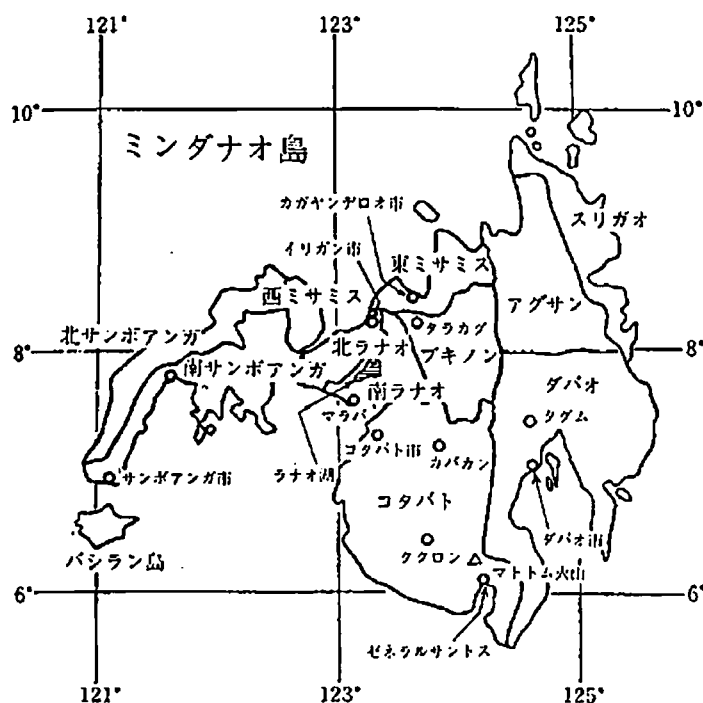 121°
123°
125°
10°
10°
ミンダナオ島
カガヤンデロオ市
スリガオ
イリガン市
東ミサミス
西ミサミス
アグサン
北サンボアンガ
タラカグ
北ラナオ
ブキノン
8°
8°
南サンボアンガ
南ラナオ
ダバオ
マラバ
タグム
コタバト市
カバカン
ラナオ湖
サンボアンガ市
コタバト
ダバオ市
バシラン島
ククロン
マトトム火山
6°
6°
ゼネラルサントス
121°
123°
125°